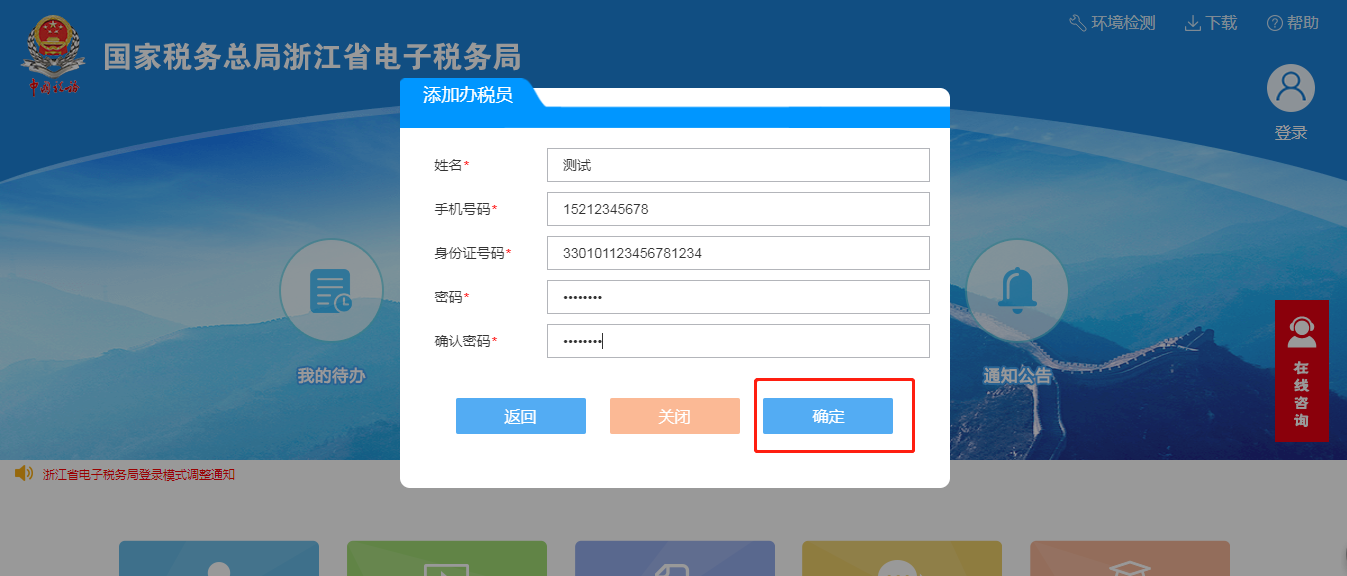 环境检测
下载
帮助
国家税务总局浙江省电子税务局
中国税务
登录
添加办税员
姓名*
测试
手机号码*
15212345678
身份证号码*
330101123456781234
密码*
••••••••
确认密码*
••••••••
返回
关闭
确定
我的待办
通知公告
在线咨询
浙江省电子税务局登录模式调整通知